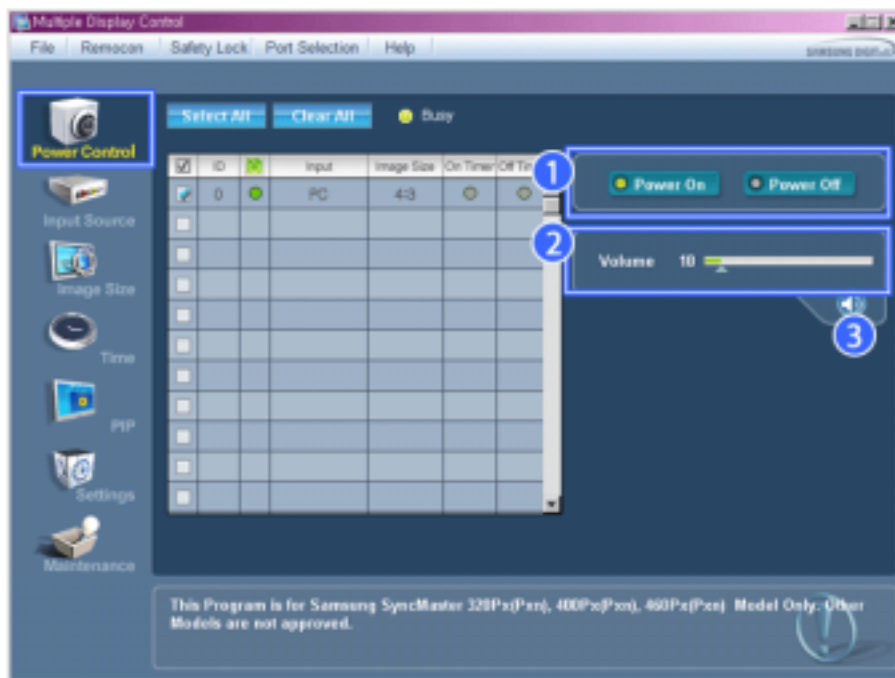 Multiple Display Control
File Remocon Safety Lock Port Selection Help
Power Control
Input Source
Image Size
Time
PIP
Settings
Maintenance
Select All Clear All Busy
ID Input Image Size On Timer Off
0 PC 4:3
1
Power On Power Off
2
Volume 10
3
This Program is for Samsung SyncMaster 320Px(Pxn), 400Px(Pxn), 460Px(Pxn) Model Only. Other
Models are not approved.